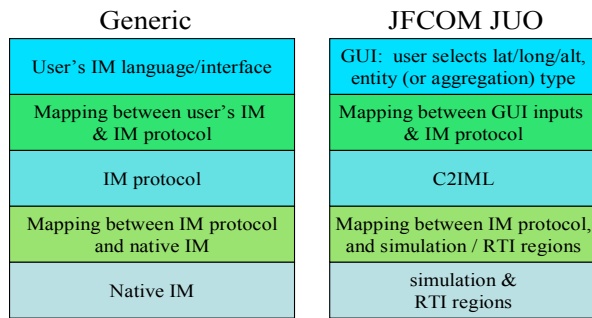 Generic
User's IM language/interface
Mapping between user's IM
& IM protocol
IM protocol
Mapping between IM protocol
and native IM
Native IM
JFCOM JUO
GUI:  user selects lat/long/alt,
entity (or aggregation) type
Mapping between GUI inputs
& IM protocol
C2IML
Mapping between IM protocol,
and simulation / RTI regions
simulation &
RTI regions